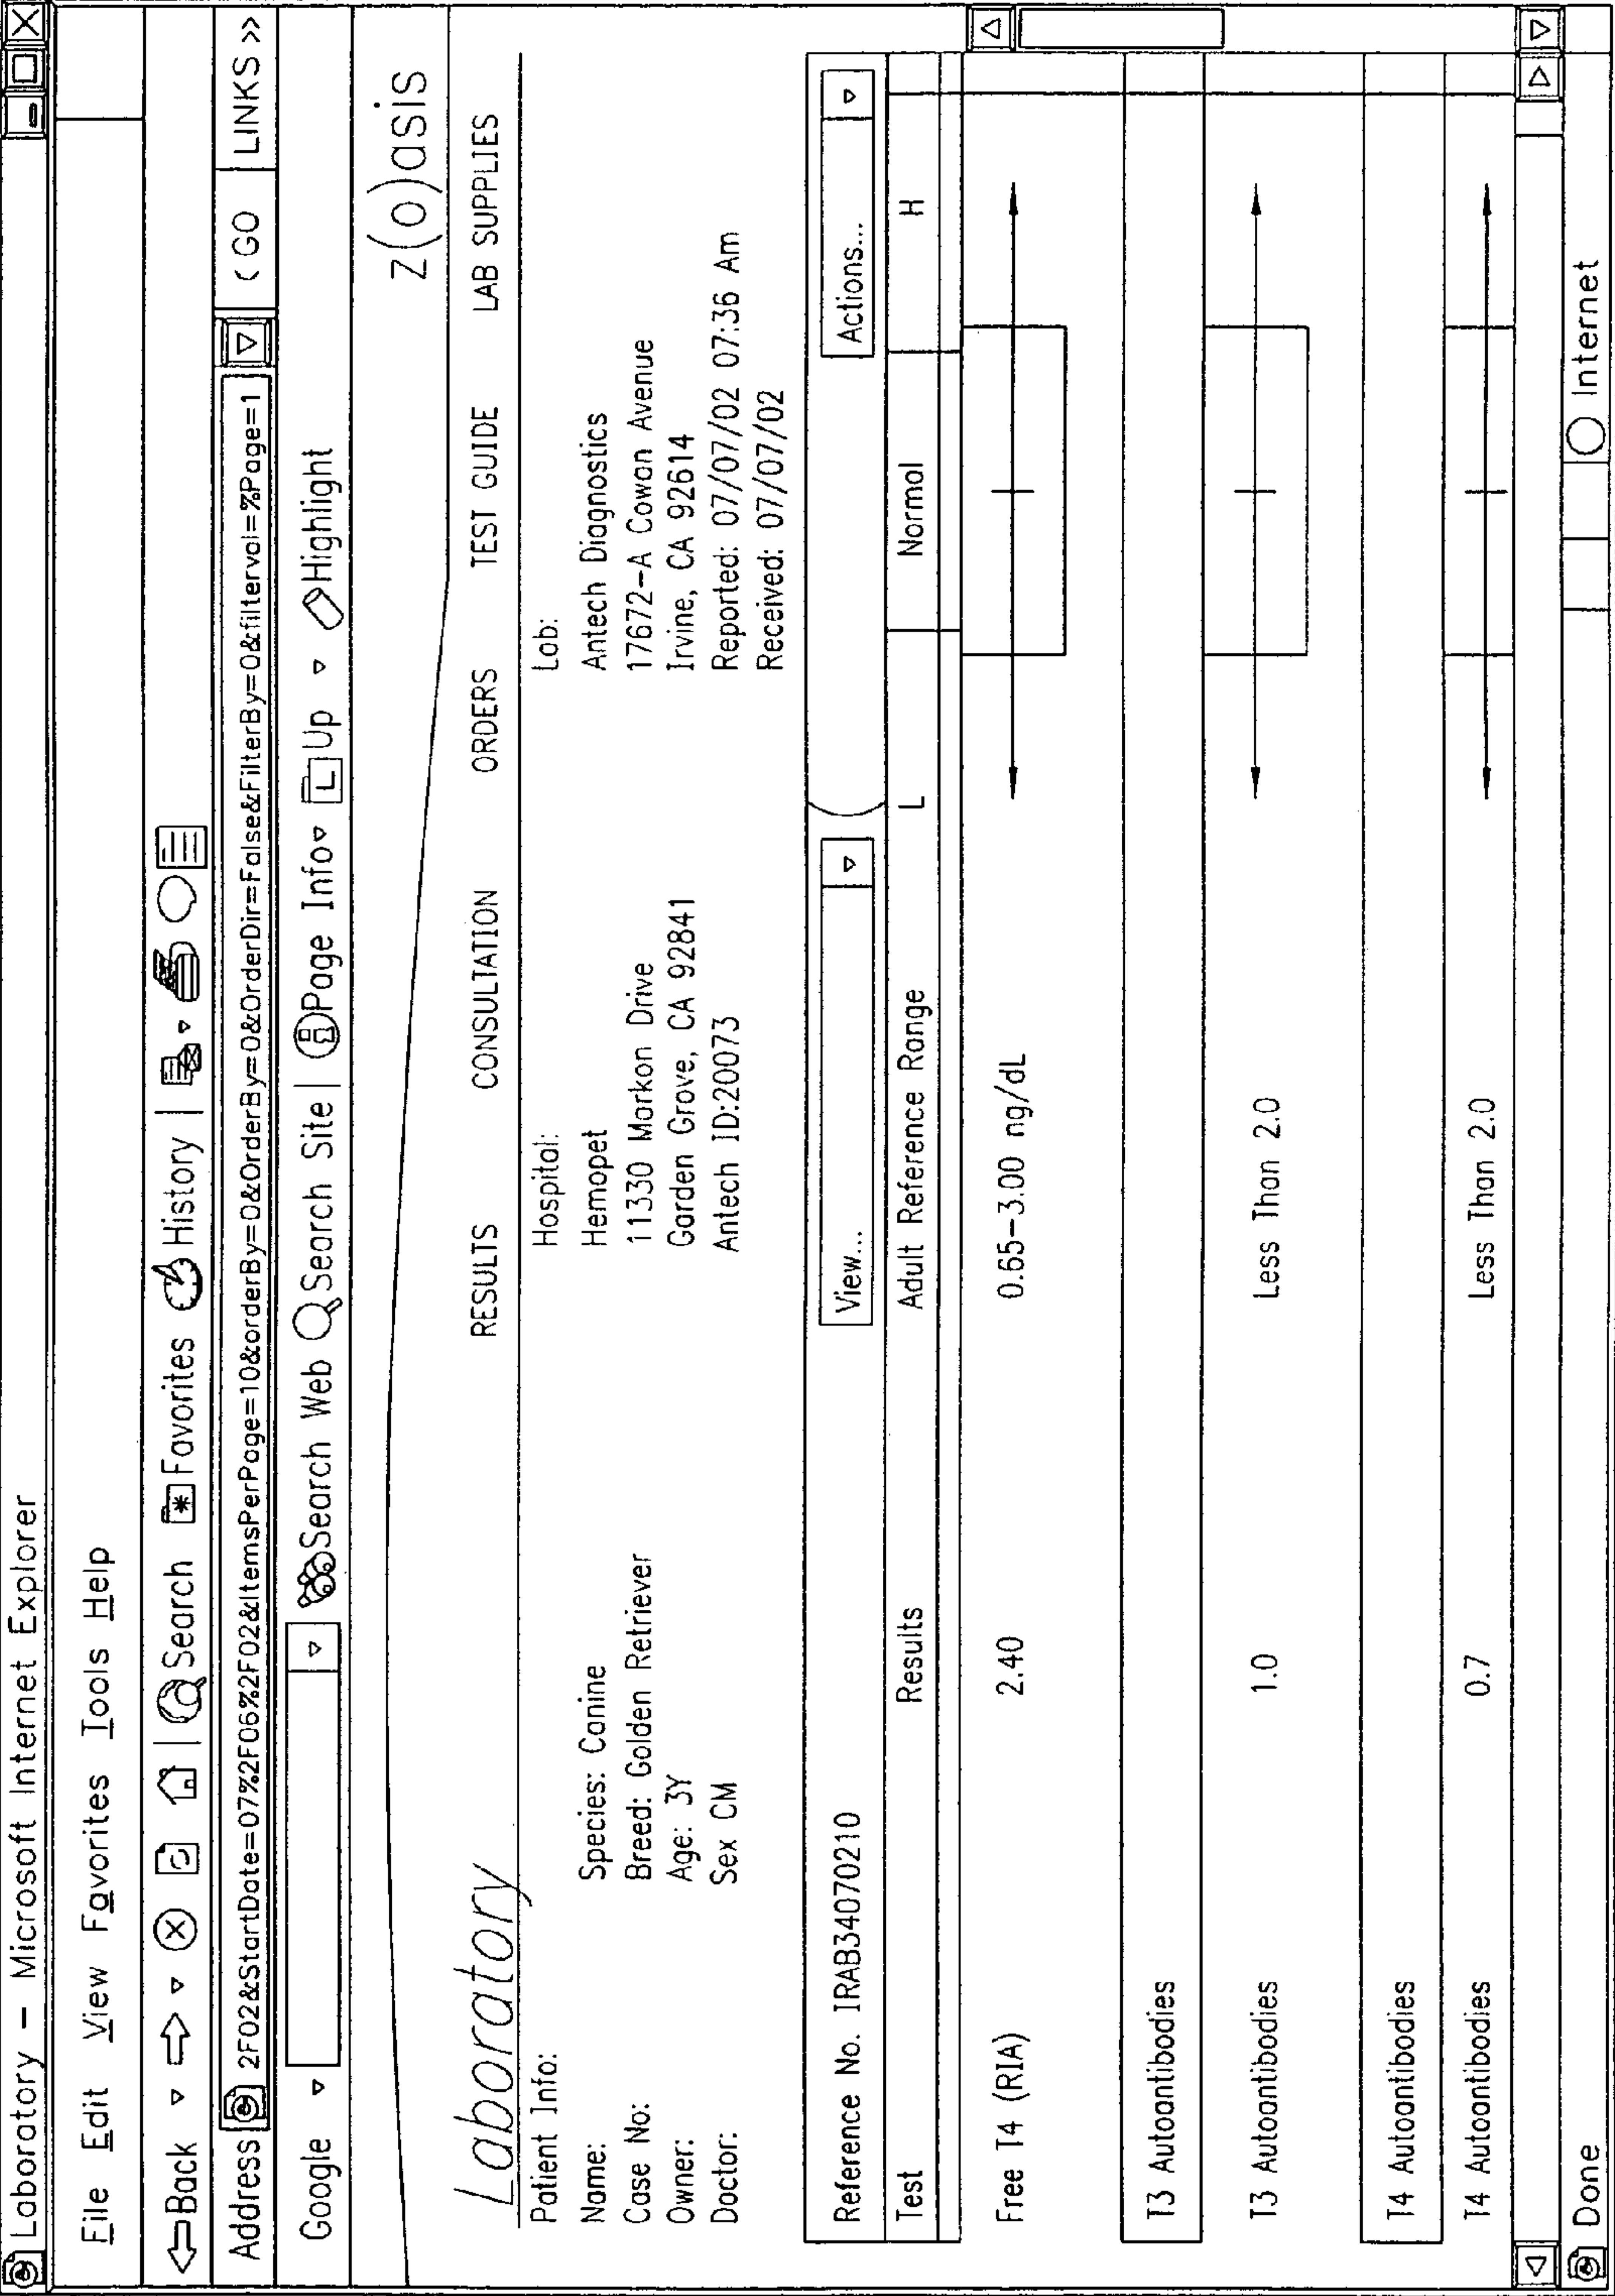 Laboratory – Microsoft Internet Explorer
File Edit View Favorites Tools Help
Back Search Favorites History
Address 2F02&StartDate=07%2F06%2F02&ItemsPerPage=10&orderBy=0&OrderBy=0&OrderDir=False&FilterBy=0&filterval=%Page=1 < GO LINKS >>
Google Search Web Search Site Page Info Up Highlight
z(o)asis
Laboratory RESULTS CONSULTATION ORDERS TEST GUIDE LAB SUPPLIES
Patient Info: Hospital: Lab:
Name: Species: Canine Hemopet Antech Diagnostics
Case No: Breed: Golden Retriever 11330 Markon Drive 17672-A Cowan Avenue
Owner: Age: 3Y Garden Grove, CA 92841 Irvine, CA 92614
Doctor: Sex CM Antech ID:20073 Reported: 07/07/02 07:36 Am
Received: 07/07/02
Reference No. IRAB34070210 View... Actions...
Test Results Adult Reference Range L Normal H
Free T4 (RIA) 2.40 0.65-3.00 ng/dL
T3 Autoantibodies
T3 Autoantibodies 1.0 Less Than 2.0
T4 Autoantibodies
T4 Autoantibodies 0.7 Less Than 2.0
Done Internet